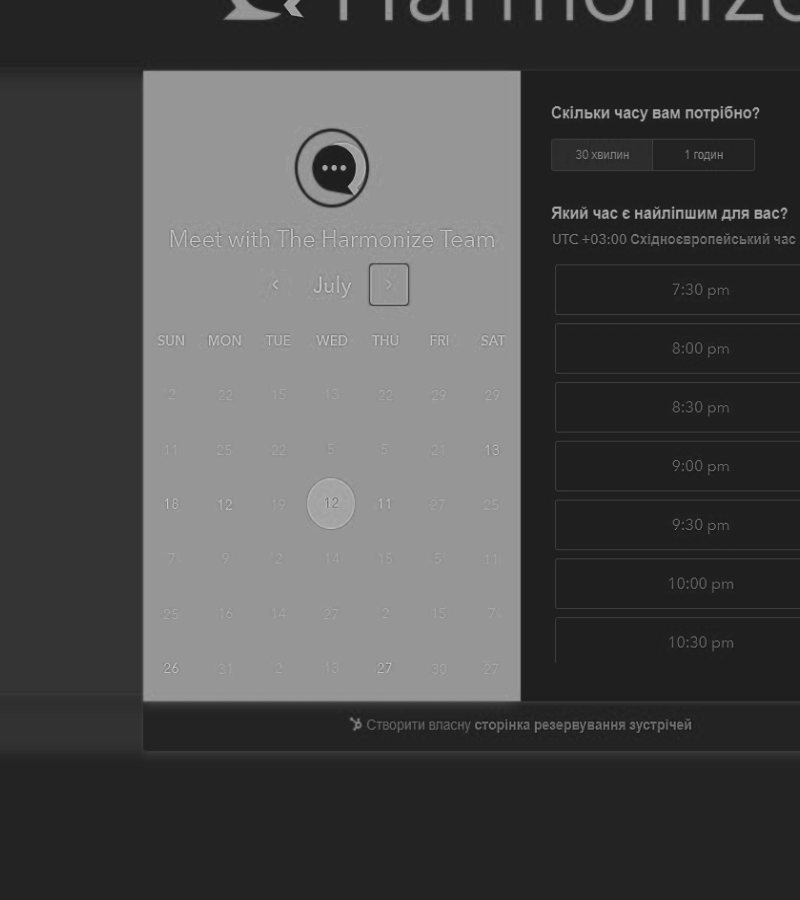 Harmonize
Meet with The Harmonize Team
‹ July ›
SUN MON TUE WED THU FRI SAT
2 22 15 13 22 29 29
11 25 22 5 5 21 13
18 12 19 12 11 27 25
7 9 2 14 15 5 11
25 16 14 27 2 15 7
26 31 2 13 27 30 27
Скільки часу вам потрібно?
30 хвилин 1 годин
Який час є найліпшим для вас?
UTC +03:00 Східноєвропейський час
7:30 pm
8:00 pm
8:30 pm
9:00 pm
9:30 pm
10:00 pm
10:30 pm
Створити власну сторінка резервування зустрічей